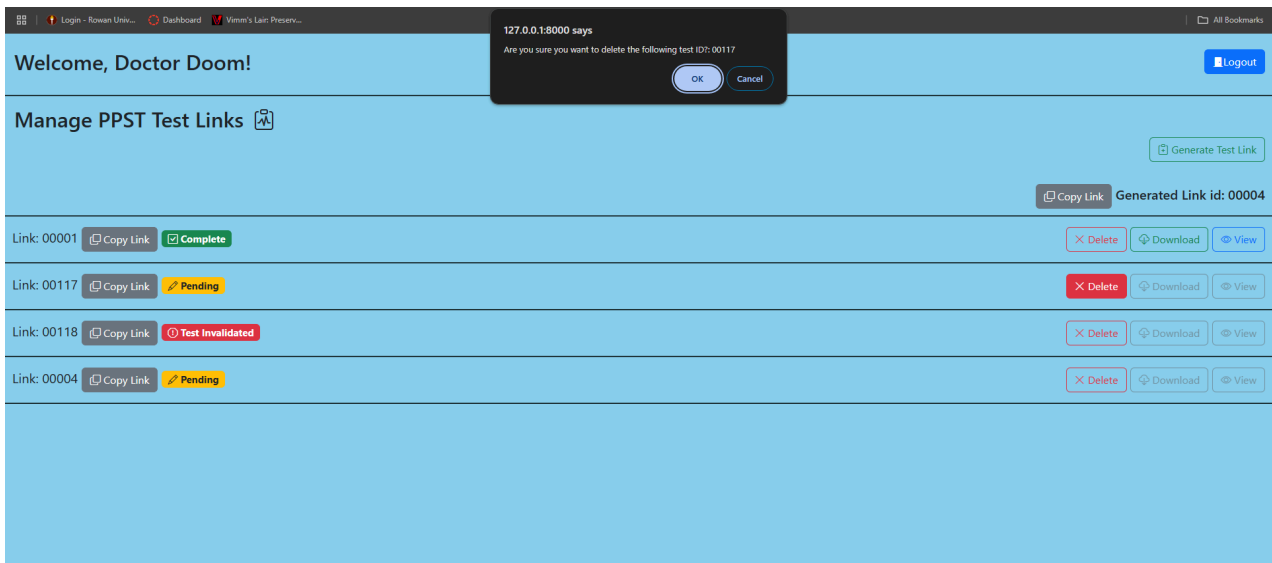 Login - Rowan Univ... Dashboard Vimm's Lair: Preserv... All Bookmarks
127.0.0.1:8000 says
Are you sure you want to delete the following test ID?: 00117
OK Cancel
Welcome, Doctor Doom! Logout
Manage PPST Test Links
Generate Test Link
Copy Link Generated Link id: 00004
Link: 00001 Copy Link Complete Delete Download View
Link: 00117 Copy Link Pending Delete Download View
Link: 00118 Copy Link Test Invalidated Delete Download View
Link: 00004 Copy Link Pending Delete Download View